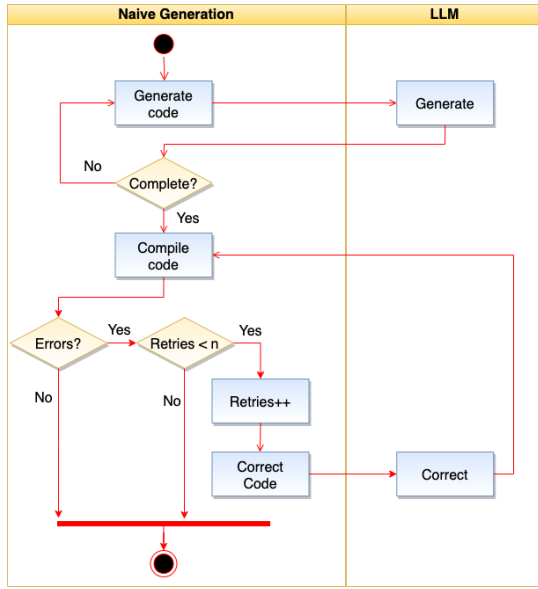 Naive Generation
LLM
Generate
code
Generate
No
Complete?
Yes
Compile
code
Errors?
Yes
Retries < n
Yes
No
No
Retries++
Correct
Code
Correct